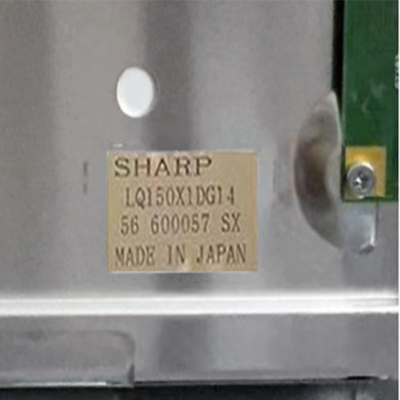 SHARP
LQ150X1DG14
56 600057 SX
MADE IN JAPAN